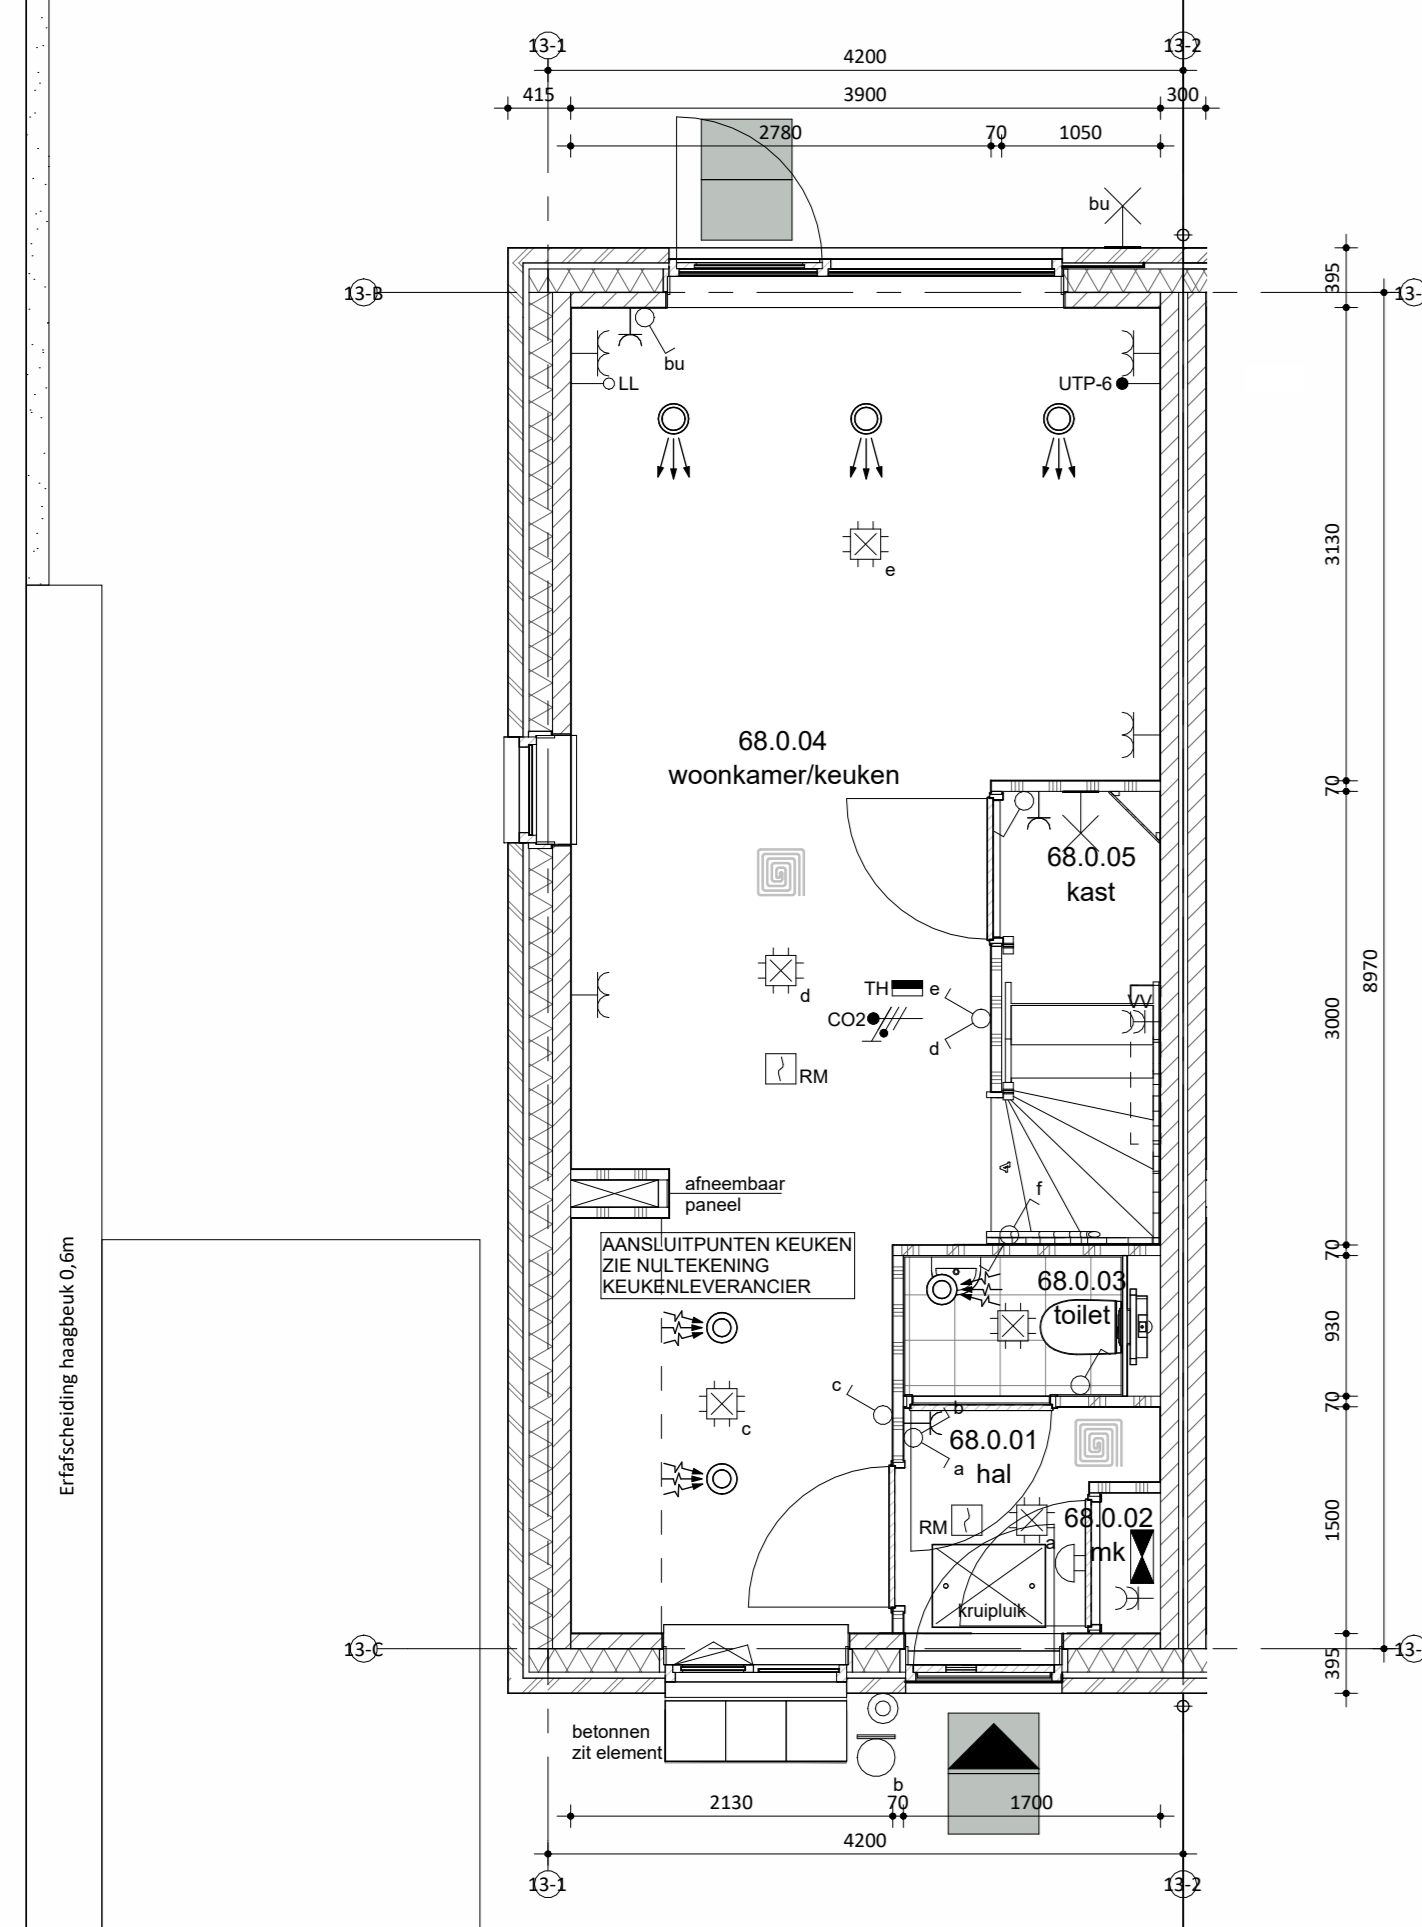 13-1
13-2
4200
415
3900
300
2780
70
1050
bu
395
13-B
13-
bu
LL
UTP-6
3130
e
68.0.04
woonkamer/keuken
70
68.0.05
kast
8970
d
TH
e
VV
CO2
d
3000
RM
afneembaar
paneel
4
f
Erfafscheiding haagbeuk 0,6m
AANSLUITPUNTEN KEUKEN
ZIE NULTEKENING
KEUKENLEVERANCIER
70
68.0.03
toilet
930
c
70
c
b
68.0.01
hal
a
RM
a
68.0.02
mk
1500
kruipluik
13-C
13-
395
betonnen
zit element
b
2130
70
1700
4200
13-1
13-2